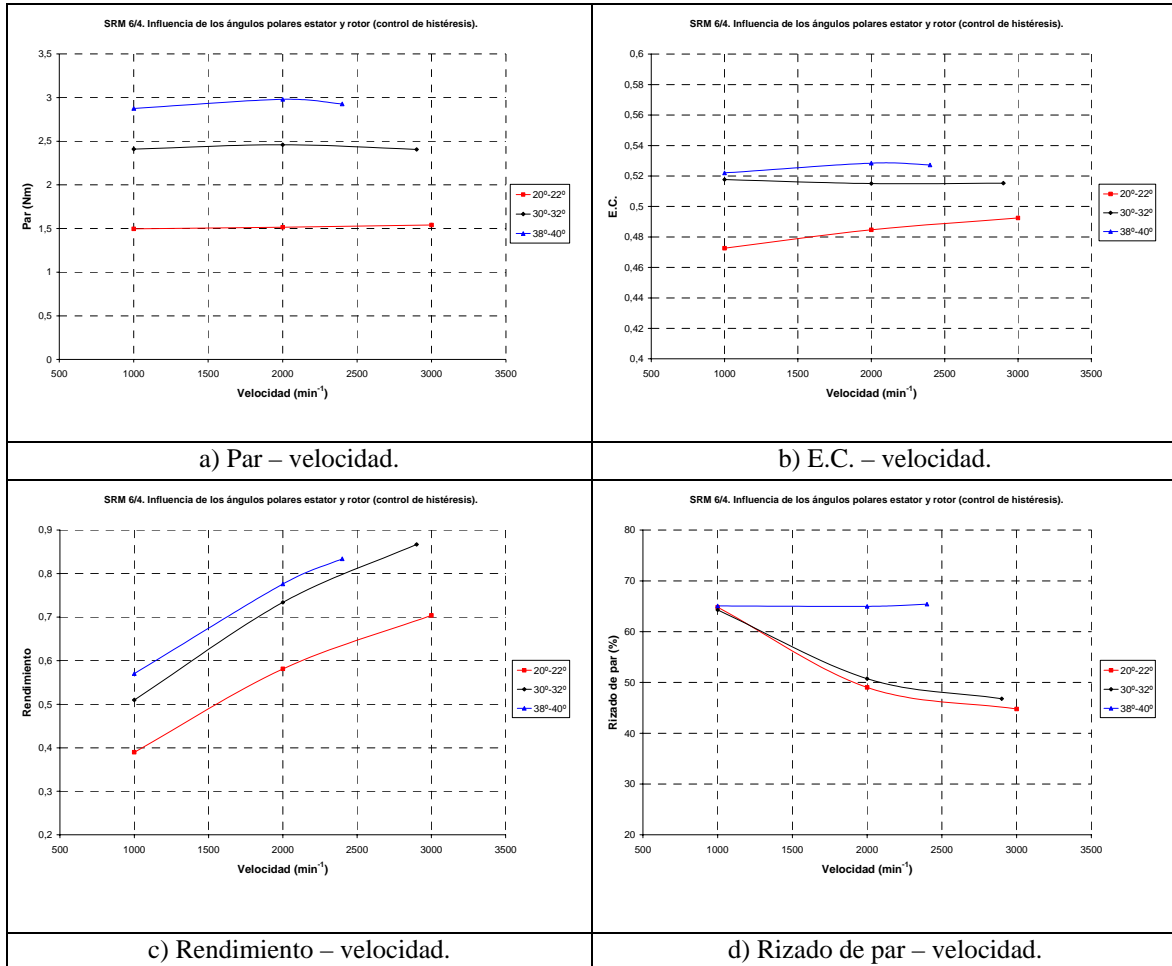 SRM 6/4. Influencia de los ángulos polares estator y rotor (control de histéresis).
3,5
3
2,5
2
1,5
1
0,5
0
Par (Nm)
500 1000 1500 2000 2500 3000 3500
Velocidad (min-1)
20º-22º
30º-32º
38º-40º
a) Par – velocidad.
SRM 6/4. Influencia de los ángulos polares estator y rotor (control de histéresis).
0,6
0,58
0,56
0,54
0,52
0,5
0,48
0,46
0,44
0,42
0,4
E.C.
500 1000 1500 2000 2500 3000 3500
Velocidad (min-1)
20º-22º
30º-32º
38º-40º
b) E.C. – velocidad.
SRM 6/4. Influencia de los ángulos polares estator y rotor (control de histéresis).
0,9
0,8
0,7
0,6
0,5
0,4
0,3
0,2
Rendimiento
500 1000 1500 2000 2500 3000 3500
Velocidad (min-1)
20º-22º
30º-32º
38º-40º
c) Rendimiento – velocidad.
SRM 6/4. Influencia de los ángulos polares estator y rotor (control de histéresis).
80
70
60
50
40
30
20
Rizado de par (%)
500 1000 1500 2000 2500 3000 3500
Velocidad (min-1)
20º-22º
30º-32º
38º-40º
d) Rizado de par – velocidad.